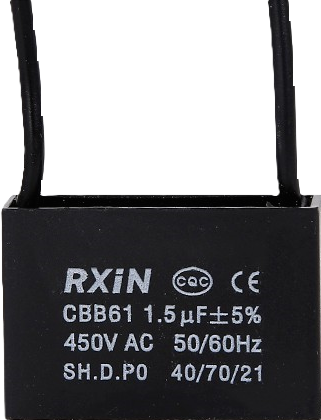 RXiN CQC CE
CBB61 1.5µF±5%
450V AC 50/60Hz
SH.D.P0 40/70/21